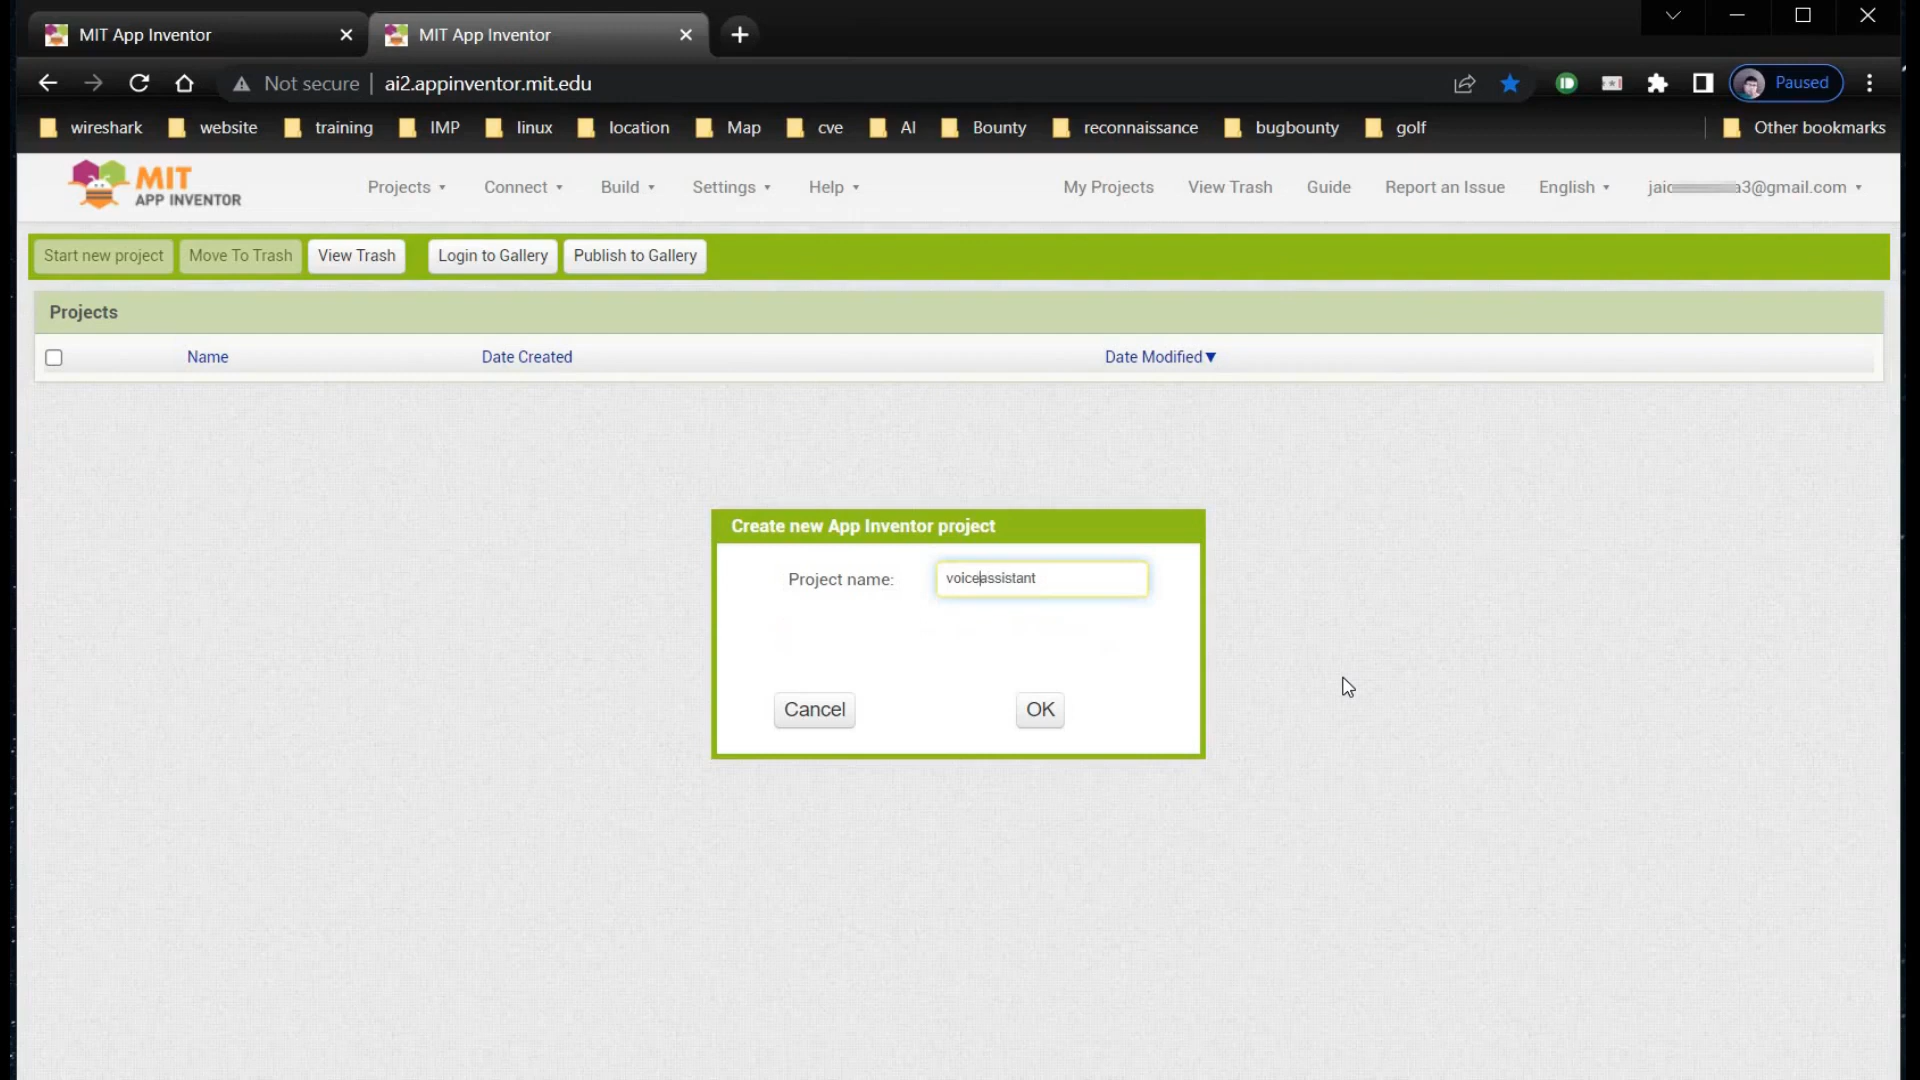 MIT App Inventor
MIT App Inventor
Not secure
ai2.appinventor.mit.edu
Paused
wireshark
website
training
IMP
linux
location
Map
cve
AI
Bounty
reconnaissance
bugbounty
golf
Other bookmarks
MIT
APP INVENTOR
Projects
Connect
Build
Settings
Help
My Projects
View Trash
Guide
Report an Issue
English
a3@gmail.com
Start new project
Move To Trash
View Trash
Login to Gallery
Publish to Gallery
Projects
Name
Date Created
Date Modified
Create new App Inventor project
Project name:
voiceassistant
Cancel
OK